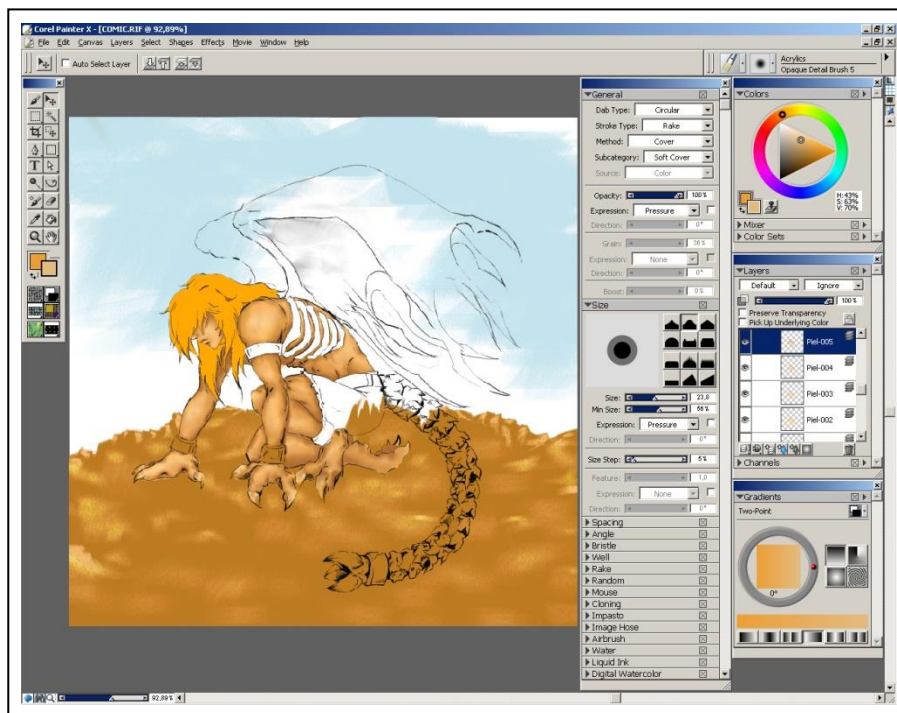 Corel Painter X - [COMIC.RIF @ 92,89%]
File Edit Canvas Layers Select Shapes Effects Movie Window Help
Auto Select Layer
Acrylics
Opaque Detail Brush 5
General
Dab Type: Circular
Stroke Type: Rake
Method: Cover
Subcategory: Soft Cover
Source: Color
Opacity: 100%
Expression: Pressure
Direction: 0°
Grain: 36%
Expression: None
Direction: 0°
Boost: 0%
Size
Size: 23,8
Min Size: 56%
Expression: Pressure
Direction: 0°
Size Step: 5%
Feature: 1,0
Expression: None
Direction: 0°
Spacing
Angle
Bristle
Well
Rake
Random
Mouse
Cloning
Impasto
Image Hose
Airbrush
Water
Liquid Ink
Digital Watercolor
Colors
H: 43%
S: 63%
V: 70%
Mixer
Color Sets
Layers
Default Ignore
100%
Preserve Transparency
Pick Up Underlying Color
Piel-005
Piel-004
Piel-003
Piel-002
Channels
Gradients
Two-Point
0°
T
92,89%